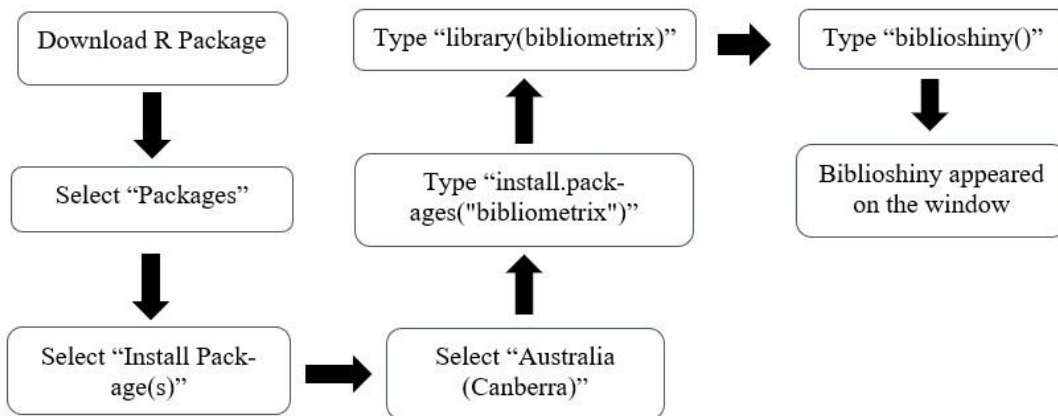 Download R Package
Select “Packages”
Select “Install Pack-
age(s)”
Select “Australia
(Canberra)”
Type “install.pack-
ages("bibliometrix")”
Type “library(bibliometrix)”
Type “biblioshiny()”
Biblioshiny appeared
on the window